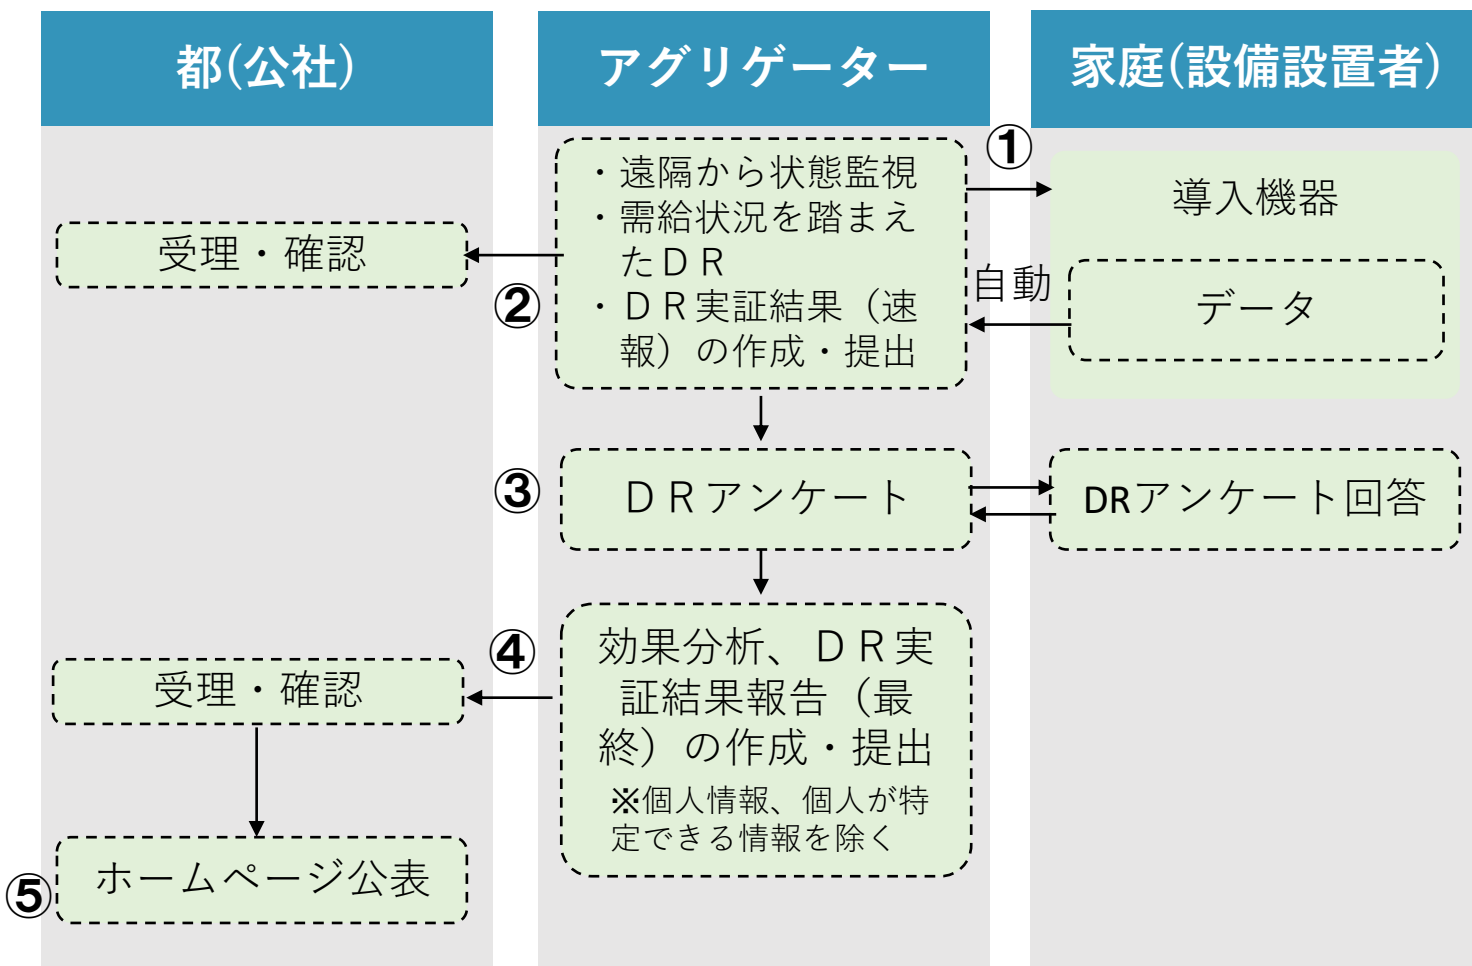 都(公社)
アグリゲーター
家庭(設備設置者)
①
・遠隔から状態監視
・需給状況を踏まえ
たＤＲ
・ＤＲ実証結果（速
報）の作成・提出
導入機器
自動
データ
受理・確認
②
③
ＤＲアンケート
DRアンケート回答
④
効果分析、ＤＲ実
証結果報告（最
終）の作成・提出
※個人情報、個人が特
定できる情報を除く
受理・確認
⑤
ホームページ公表